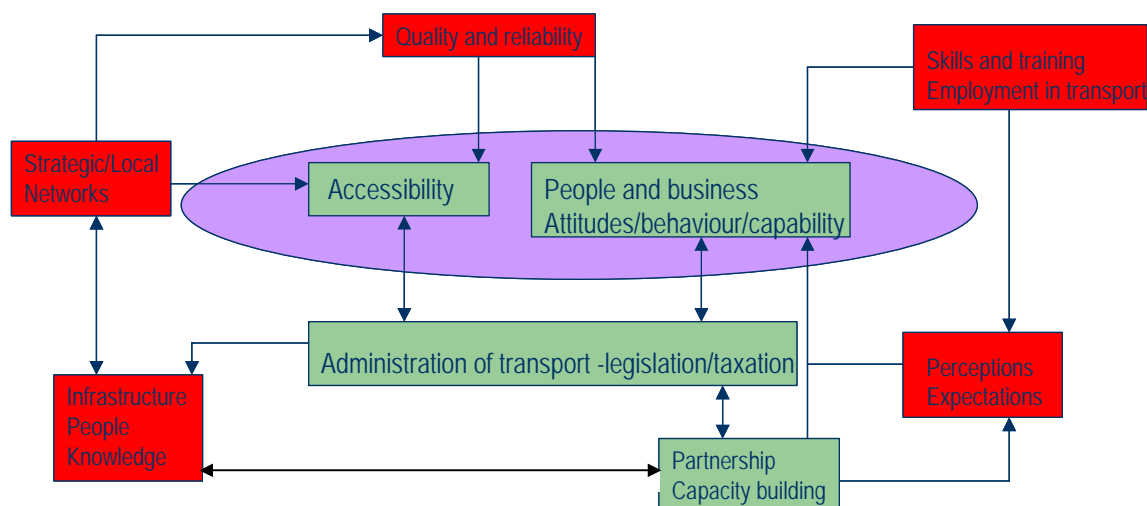 Quality and reliability
Skills and training
Employment in transport
Strategic/Local
Networks
Accessibility
People and business
Attitudes/behaviour/capability
Administration of transport -legislation/taxation
Perceptions
Expectations
Infrastructure
People
Knowledge
Partnership
Capacity building